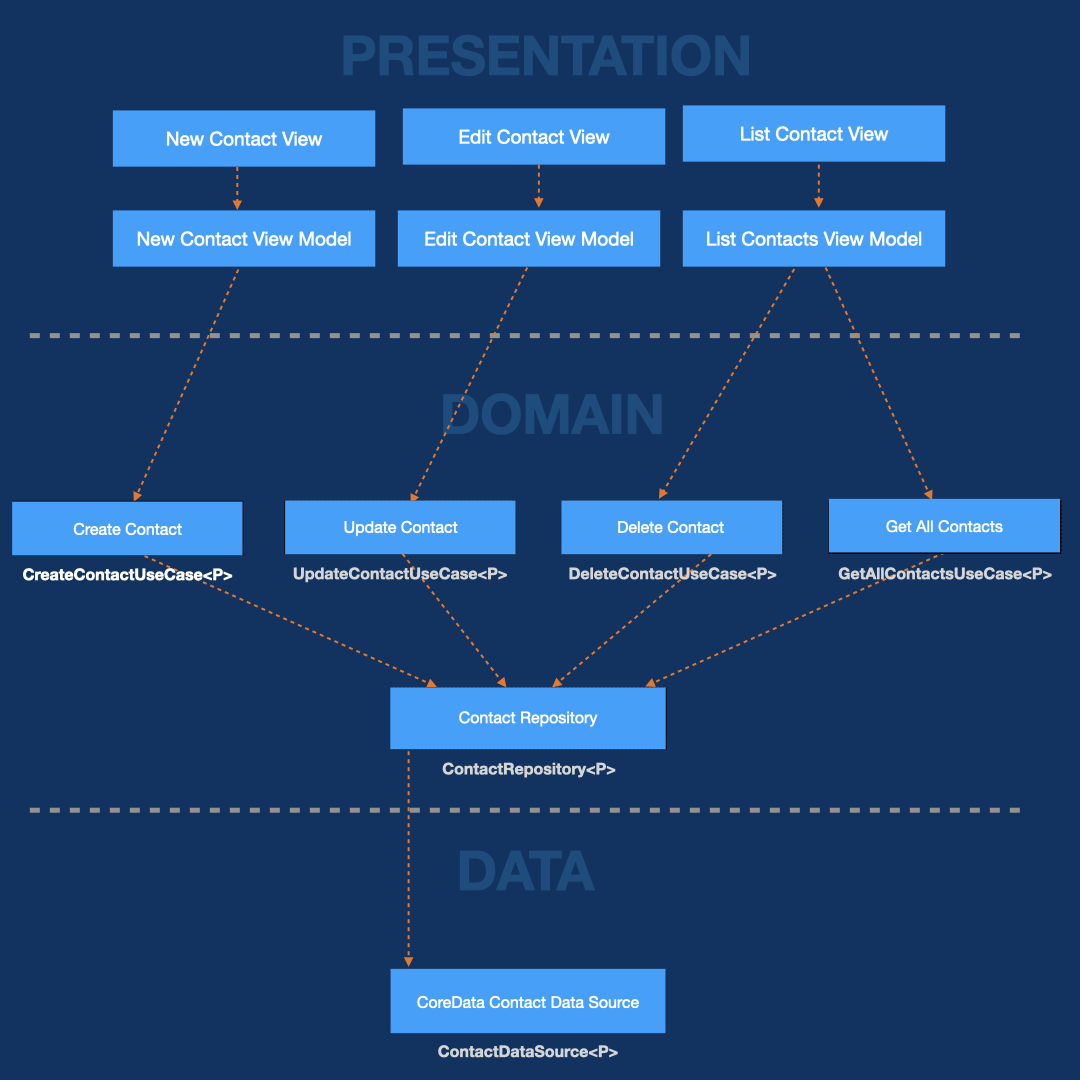 PRESENTATION
New Contact View
Edit Contact View
List Contact View
New Contact View Model
Edit Contact View Model
List Contacts View Model
DOMAIN
Create Contact
Update Contact
Delete Contact
Get All Contacts
CreateContactUseCase<P>
UpdateContactUseCase<P>
DeleteContactUseCase<P>
GetAllContactsUseCase<P>
Contact Repository
ContactRepository<P>
DATA
CoreData Contact Data Source
ContactDataSource<P>